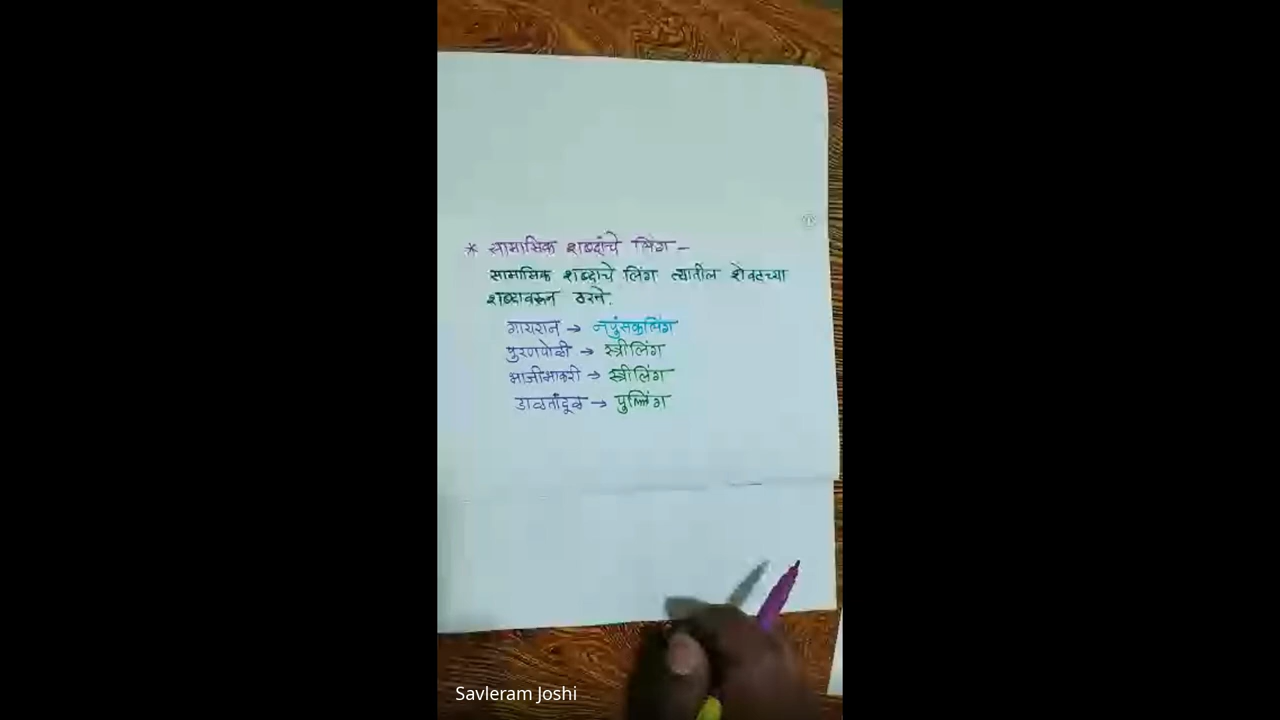 * सामासिक शब्दांचे लिंग –
सामासिक शब्दाचे लिंग त्यातील शेवटच्या
शब्दावरून ठरते.
गायरान → नपुंसकलिंग
पुरणपोळी → स्त्रीलिंग
भाजीभाकरी → स्त्रीलिंग
डाळतांदूळ → पुल्लिंग
Savleram Joshi